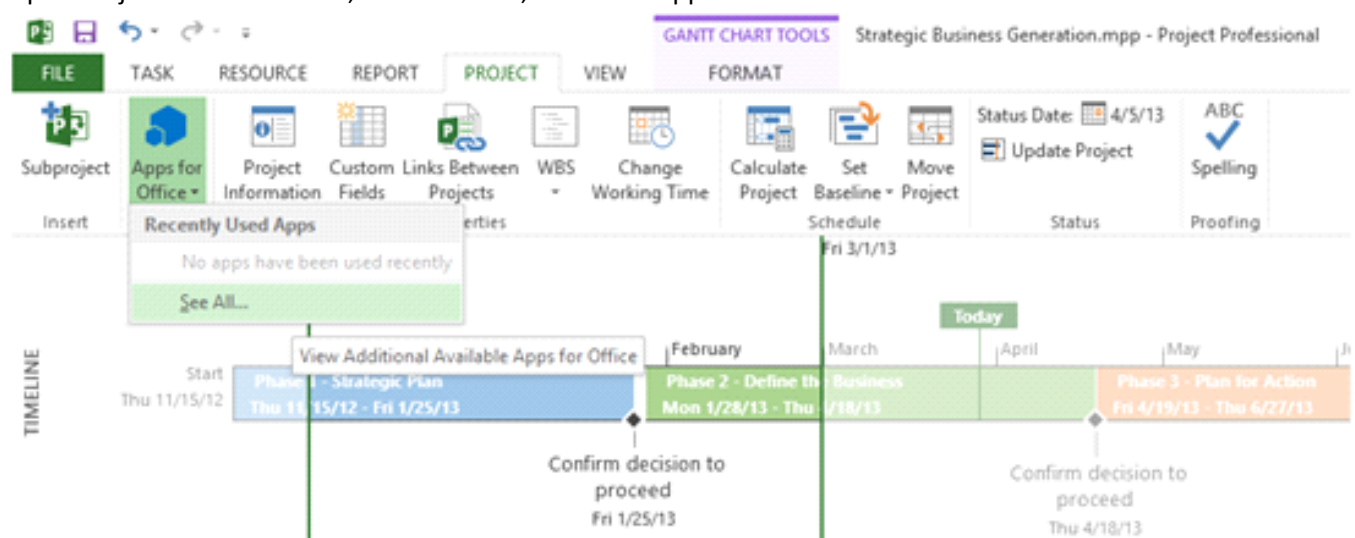 GANTT CHART TOOLS
Strategic Business Generation.mpp - Project Professional
FILE TASK RESOURCE REPORT PROJECT VIEW FORMAT
Subproject
Apps for
Office
Project
Information
Custom
Fields
Links Between
Projects
WBS
Change
Working Time
Calculate
Project
Set
Baseline
Move
Project
Status Date: 4/5/13
Update Project
ABC
Spelling
Insert
erties
Schedule
Status
Proofing
Recently Used Apps
No apps have been used recently
See All...
View Additional Available Apps for Office
Fri 3/1/13
Today
February
March
April
May
TIMELINE
Start
Thu 11/15/12
Phase 1 - Strategic Plan
Thu 11/15/12 - Fri 1/25/13
Phase 2 - Define the Business
Mon 1/28/13 - Thu 4/18/13
Phase 3 - Plan for Action
Fri 4/19/13 - Thu 6/27/13
Confirm decision to
proceed
Fri 1/25/13
Confirm decision to
proceed
Thu 4/18/13